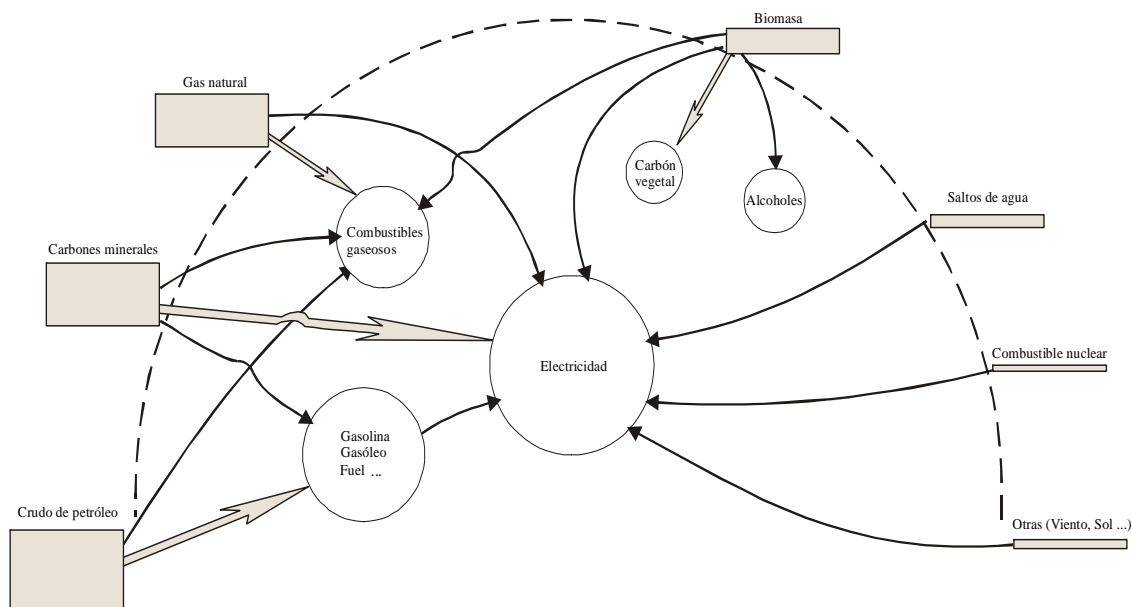 Biomasa
Gas natural
Carbón
vegetal
Alcoholes
Saltos de agua
Combustibles
gaseosos
Carbones minerales
Combustible nuclear
Electricidad
Gasolina
Gasóleo
Fuel ...
Crudo de petróleo
Otras (Viento, Sol ...)